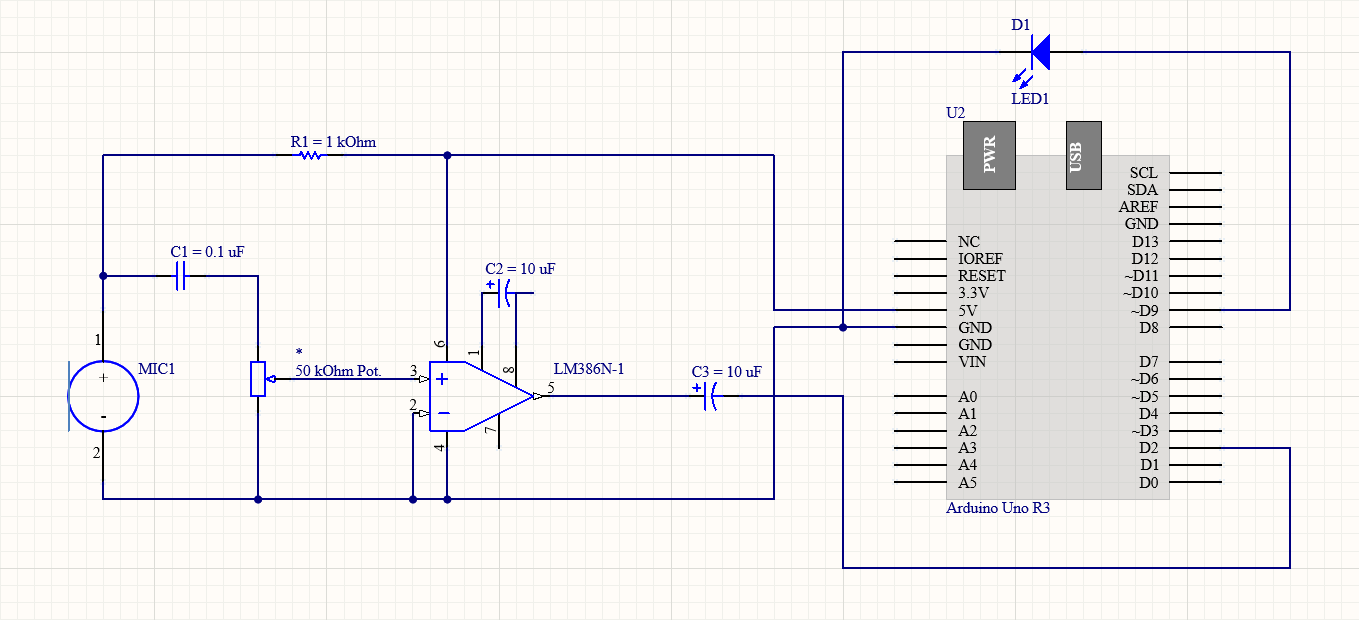 D1
LED1
U2
PWR
USB
R1 = 1 kOhm
C1 = 0.1 uF
C2 = 10 uF
+
1
+
MIC1
-
2
*
50 kOhm Pot.
3
2
6
1
8
+
-
4
7
LM386N-1
5
C3 = 10 uF
+
NC
IOREF
RESET
3.3V
5V
GND
GND
VIN
A0
A1
A2
A3
A4
A5
SCL
SDA
AREF
GND
D13
D12
~D11
~D10
~D9
D8
D7
~D6
~D5
D4
~D3
D2
D1
D0
Arduino Uno R3